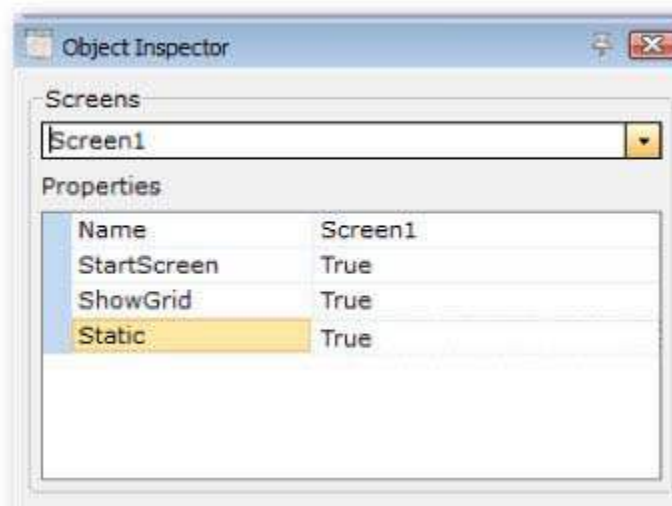 Object Inspector
Screens
Screen1
Properties
Name Screen1
StartScreen True
ShowGrid True
Static True